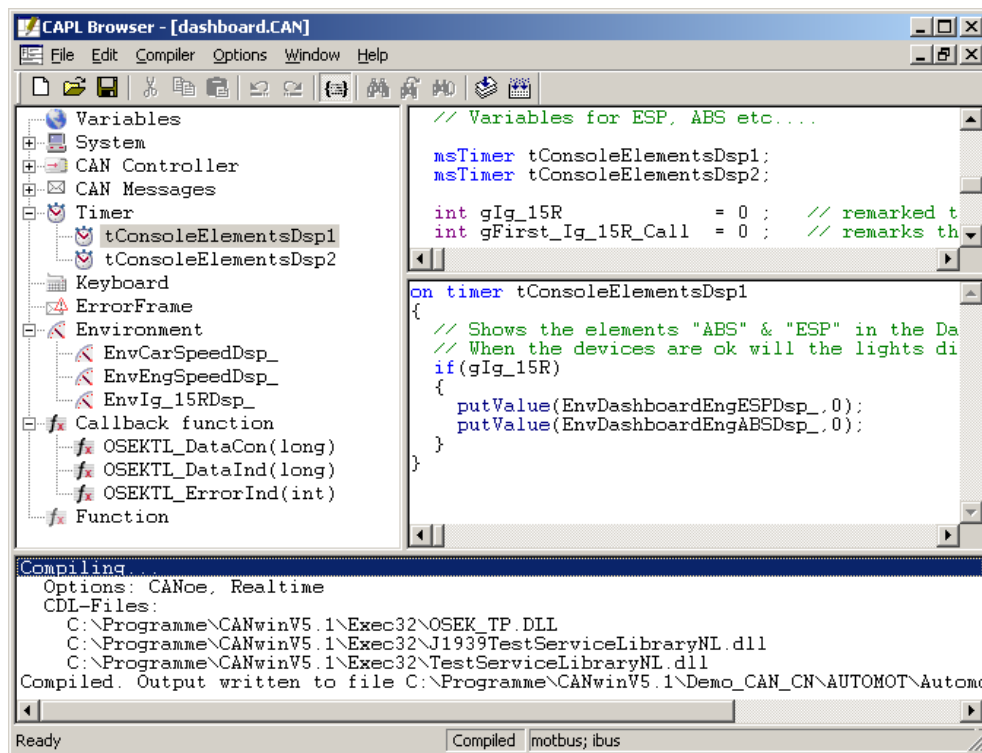 CAPL Browser - [dashboard.CAN]
File Edit Compiler Options Window Help
Variables
System
CAN Controller
CAN Messages
Timer
tConsoleElementsDsp1
tConsoleElementsDsp2
Keyboard
ErrorFrame
Environment
EnvCarSpeedDsp_
EnvEngSpeedDsp_
EnvIg_15RDsp_
Callback function
OSEKTL_DataCon(long)
OSEKTL_DataInd(long)
OSEKTL_ErrorInd(int)
Function
// Variables for ESP, ABS etc....
msTimer tConsoleElementsDsp1;
msTimer tConsoleElementsDsp2;
int gIg_15R = 0 ; // remarked t
int gFirst_Ig_15R_Call = 0 ; // remarks th
on timer tConsoleElementsDsp1
{
// Shows the elements "ABS" & "ESP" in the Da
// When the devices are ok will the lights di
if(gIg_15R)
{
putValue(EnvDashboardEngESPDsp_,0);
putValue(EnvDashboardEngABSDsp_,0);
}
}
Compiling...
Options: CANoe, Realtime
CDL-Files:
C:\Programme\CANwinV5.1\Exec32\OSEK_TP.DLL
C:\Programme\CANwinV5.1\Exec32\J1939TestServiceLibraryNL.dll
C:\Programme\CANwinV5.1\Exec32\TestServiceLibraryNL.dll
Compiled. Output written to file C:\Programme\CANwinV5.1\Demo_CAN_CN\AUTOMOT\Automo
Ready Compiled motbus; ibus